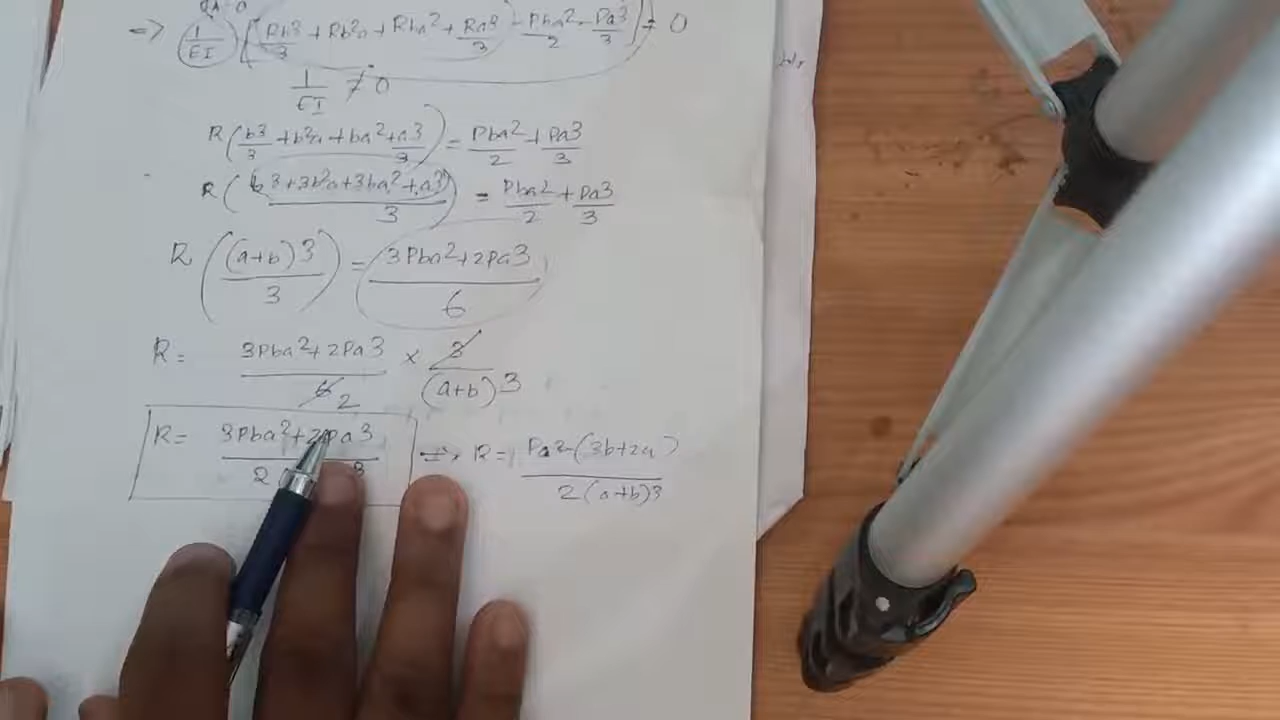 => (1/EI) [Rb3/3 + Rb2a + Rba2 + Ra3/3 - Pba2/2 - Pa3/3] = 0
1/EI ≠ 0
R (b3/3 + b2a + ba2 + a3/3) = Pba2/2 + Pa3/3
R (b3+3b2a+3ba2+a3/3) = Pba2/2 + Pa3/3
R ((a+b)3/3) = 3Pba2+2Pa3/6
R = 3Pba2+2Pa3/6 2 × 3/(a+b)3
R = 3Pba2+2Pa3/2( 3 => R = Pa2(3b+2a)/2(a+b)3